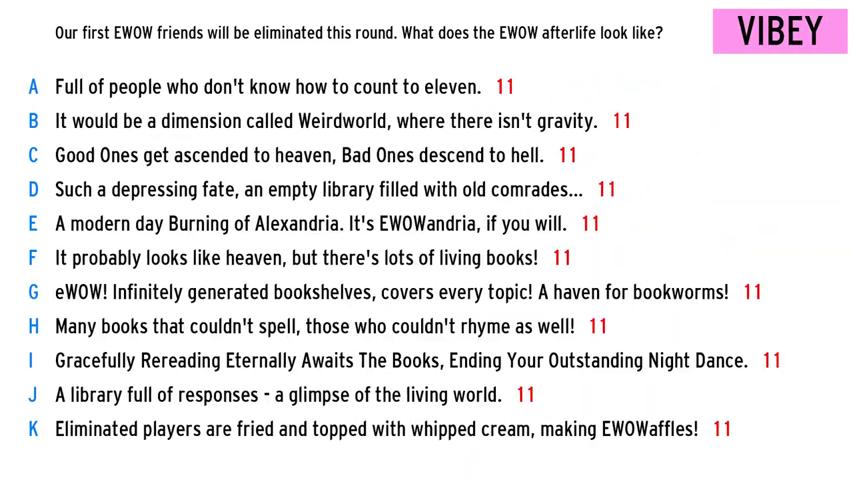 Our first EWOW friends will be eliminated this round. What does the EWOW afterlife look like?
VIBEY
A Full of people who don't know how to count to eleven. 11
B It would be a dimension called Weirdworld, where there isn't gravity. 11
C Good Ones get ascended to heaven, Bad Ones descend to hell. 11
D Such a depressing fate, an empty library filled with old comrades... 11
E A modern day Burning of Alexandria. It's EWOWandria, if you will. 11
F It probably looks like heaven, but there's lots of living books! 11
G eWOW! Infinitely generated bookshelves, covers every topic! A haven for bookworms! 11
H Many books that couldn't spell, those who couldn't rhyme as well! 11
I Gracefully Rereading Eternally Awaits The Books, Ending Your Outstanding Night Dance. 11
J A library full of responses - a glimpse of the living world. 11
K Eliminated players are fried and topped with whipped cream, making EWOWaffles! 11